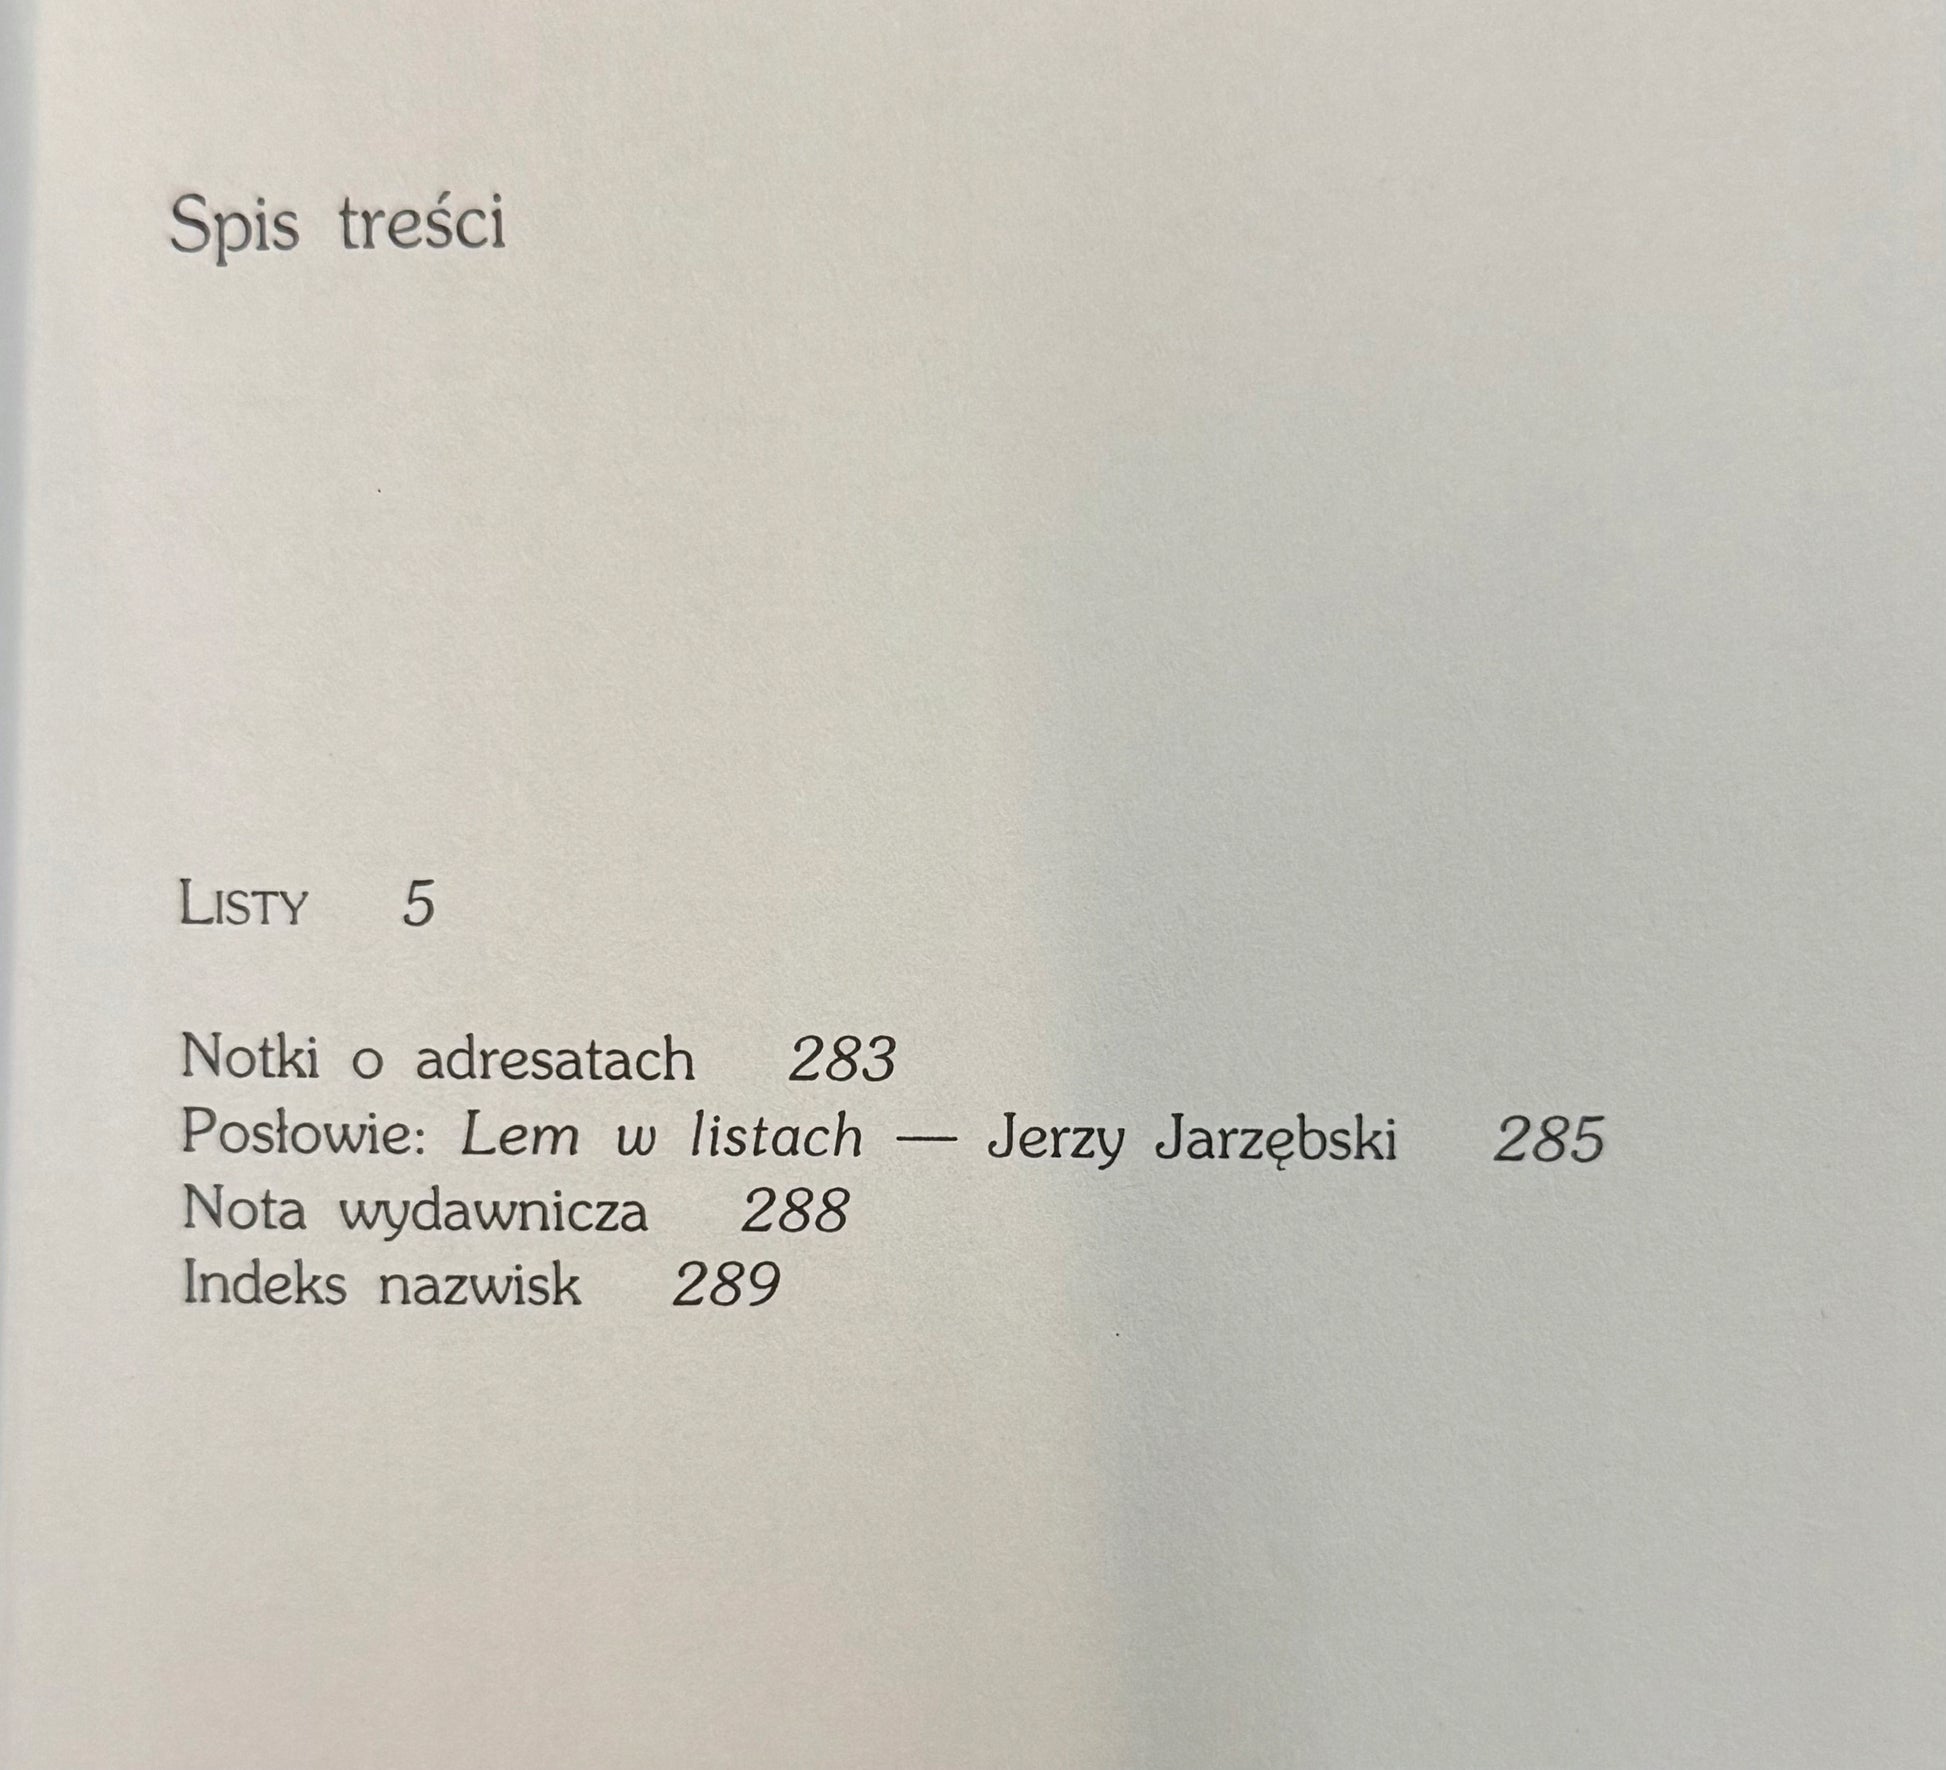 Spis treści
LISTY 5
Notki o adresatach 283
Posłowie: Lem w listach — Jerzy Jarzębski 285
Nota wydawnicza 288
Indeks nazwisk 289